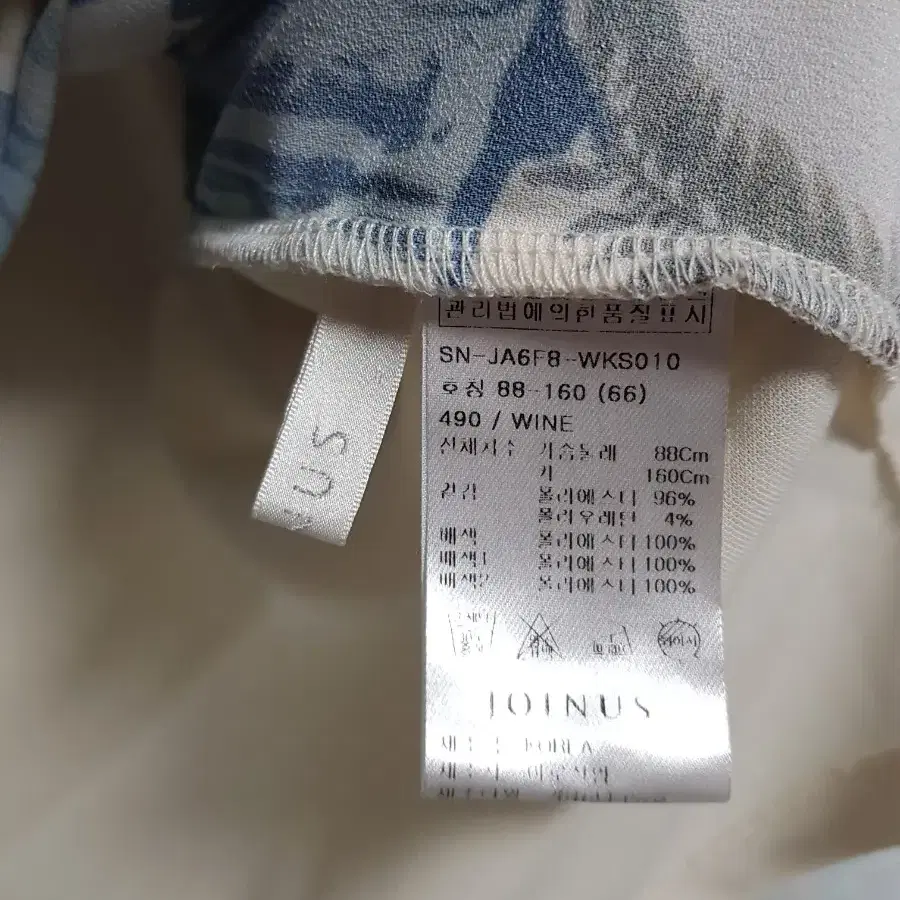 관리법에의한품질표시
SN-JA6F8-WKS010
호칭 88-160 (66)
490 / WINE
신체치수 가슴둘레 88Cm
키 160Cm
겉감 폴리에스터 96%
폴리우레탄 4%
배색 폴리에스터 100%
배색1 폴리에스터 100%
배색2 폴리에스터 100%
JOINUS
KOREA
US